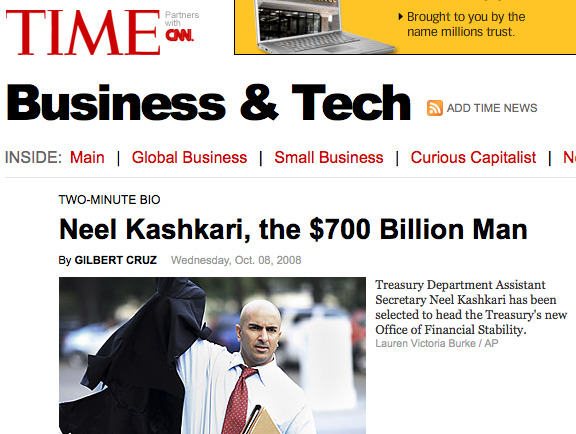 TIME
Partners
with
CNN.
Brought to you by the
name millions trust.
Business & Tech
ADD TIME NEWS
INSIDE: Main | Global Business | Small Business | Curious Capitalist |
TWO-MINUTE BIO
Neel Kashkari, the $700 Billion Man
By GILBERT CRUZ Wednesday, Oct. 08, 2008
Treasury Department Assistant
Secretary Neel Kashkari has been
selected to head the Treasury's new
Office of Financial Stability.
Lauren Victoria Burke / AP